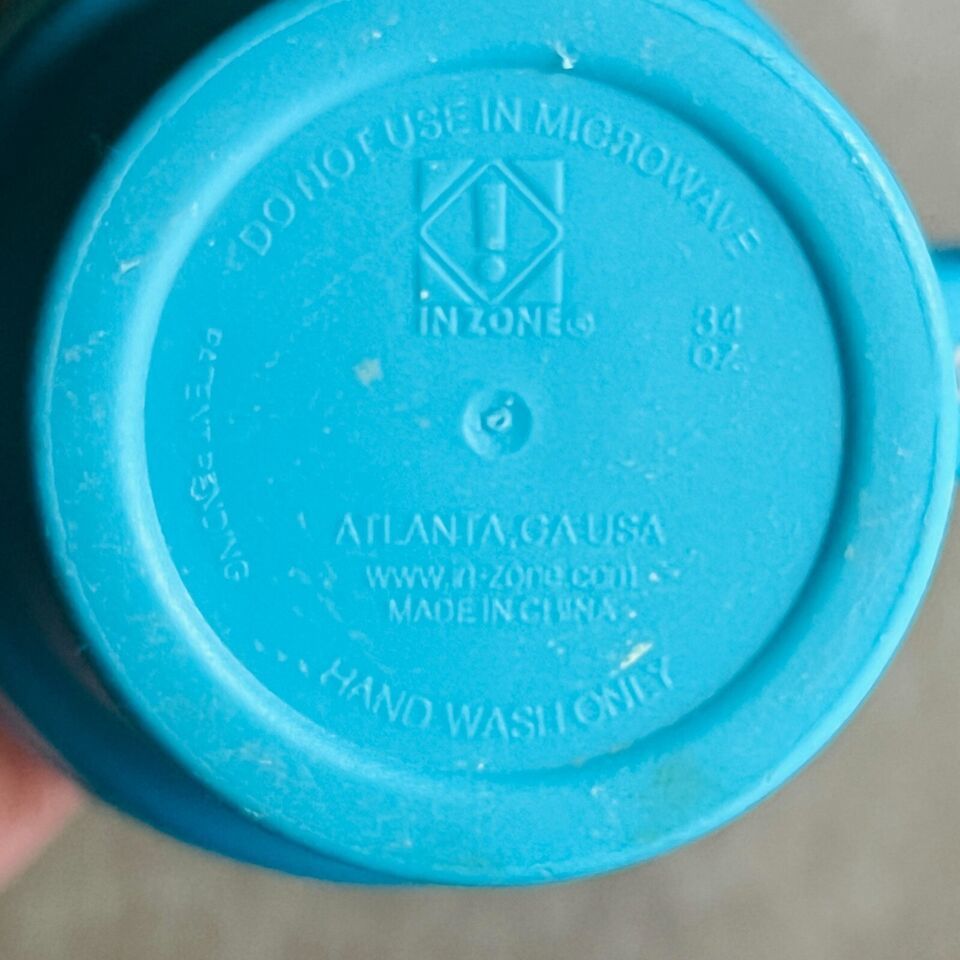 DO NOT USE IN MICROWAVE
!
IN ZONE®
34
OZ.
ATLANTA, GA USA
www.in-zone.com
MADE IN CHINA
HAND WASH ONLY